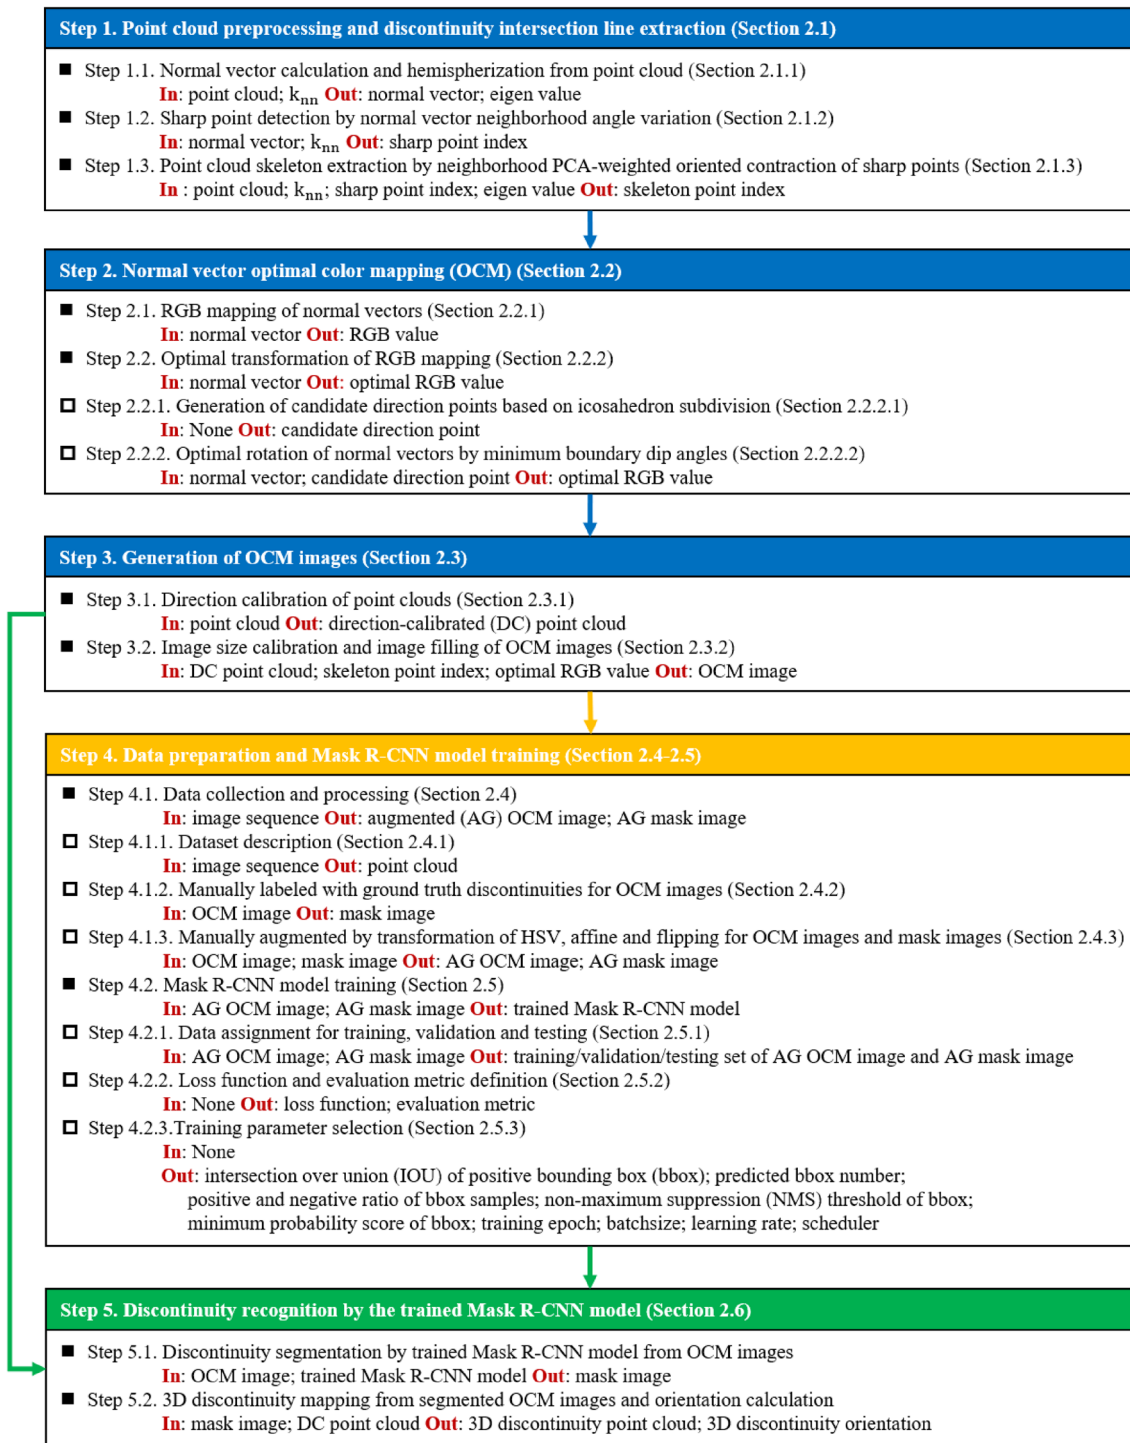 Step 1. Point cloud preprocessing and discontinuity intersection line extraction (Section 2.1)
Step 1.1. Normal vector calculation and hemispherization from point cloud (Section 2.1.1)
In: point cloud; knn Out: normal vector; eigen value
Step 1.2. Sharp point detection by normal vector neighborhood angle variation (Section 2.1.2)
In: normal vector; knn Out: sharp point index
Step 1.3. Point cloud skeleton extraction by neighborhood PCA-weighted oriented contraction of sharp points (Section 2.1.3)
In : point cloud; knn; sharp point index; eigen value Out: skeleton point index
Step 2. Normal vector optimal color mapping (OCM) (Section 2.2)
Step 2.1. RGB mapping of normal vectors (Section 2.2.1)
In: normal vector Out: RGB value
Step 2.2. Optimal transformation of RGB mapping (Section 2.2.2)
In: normal vector Out: optimal RGB value
Step 2.2.1. Generation of candidate direction points based on icosahedron subdivision (Section 2.2.2.1)
In: None Out: candidate direction point
Step 2.2.2. Optimal rotation of normal vectors by minimum boundary dip angles (Section 2.2.2.2)
In: normal vector; candidate direction point Out: optimal RGB value
Step 3. Generation of OCM images (Section 2.3)
Step 3.1. Direction calibration of point clouds (Section 2.3.1)
In: point cloud Out: direction-calibrated (DC) point cloud
Step 3.2. Image size calibration and image filling of OCM images (Section 2.3.2)
In: DC point cloud; skeleton point index; optimal RGB value Out: OCM image
Step 4. Data preparation and Mask R-CNN model training (Section 2.4-2.5)
Step 4.1. Data collection and processing (Section 2.4)
In: image sequence Out: augmented (AG) OCM image; AG mask image
Step 4.1.1. Dataset description (Section 2.4.1)
In: image sequence Out: point cloud
Step 4.1.2. Manually labeled with ground truth discontinuities for OCM images (Section 2.4.2)
In: OCM image Out: mask image
Step 4.1.3. Manually augmented by transformation of HSV, affine and flipping for OCM images and mask images (Section 2.4.3)
In: OCM image; mask image Out: AG OCM image; AG mask image
Step 4.2. Mask R-CNN model training (Section 2.5)
In: AG OCM image; AG mask image Out: trained Mask R-CNN model
Step 4.2.1. Data assignment for training, validation and testing (Section 2.5.1)
In: AG OCM image; AG mask image Out: training/validation/testing set of AG OCM image and AG mask image
Step 4.2.2. Loss function and evaluation metric definition (Section 2.5.2)
In: None Out: loss function; evaluation metric
Step 4.2.3.Training parameter selection (Section 2.5.3)
In: None
Out: intersection over union (IOU) of positive bounding box (bbox); predicted bbox number;
positive and negative ratio of bbox samples; non-maximum suppression (NMS) threshold of bbox;
minimum probability score of bbox; training epoch; batchsize; learning rate; scheduler
Step 5. Discontinuity recognition by the trained Mask R-CNN model (Section 2.6)
Step 5.1. Discontinuity segmentation by trained Mask R-CNN model from OCM images
In: OCM image; trained Mask R-CNN model Out: mask image
Step 5.2. 3D discontinuity mapping from segmented OCM images and orientation calculation
In: mask image; DC point cloud Out: 3D discontinuity point cloud; 3D discontinuity orientation